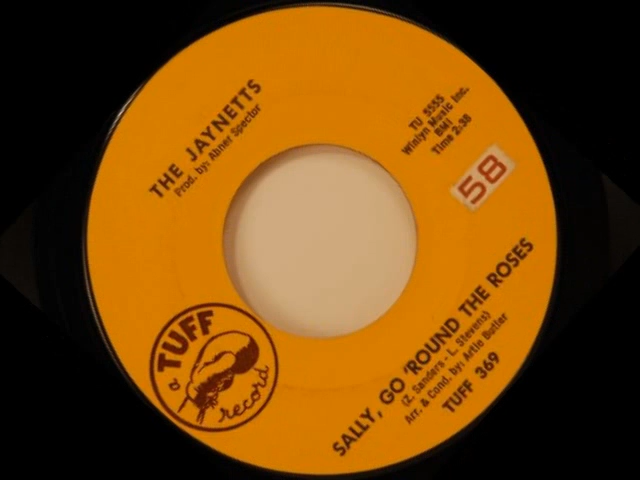 THE JAYNETTS
Prod. by: Abner Spector
TU 5555
Winlyn Music Inc.
BMI
Time 2:38
58
a
TUFF
record
SALLY, GO 'ROUND THE ROSES
(Z. Sanders - L. Stevens)
Arr. & Cond. by: Artie Butler
TUFF 369